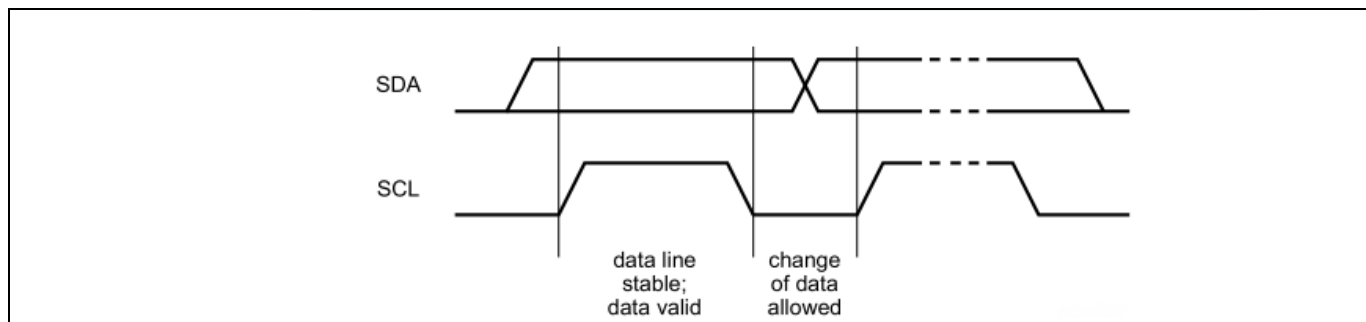 SDA
SCL
data line
stable;
data valid
change
of data
allowed